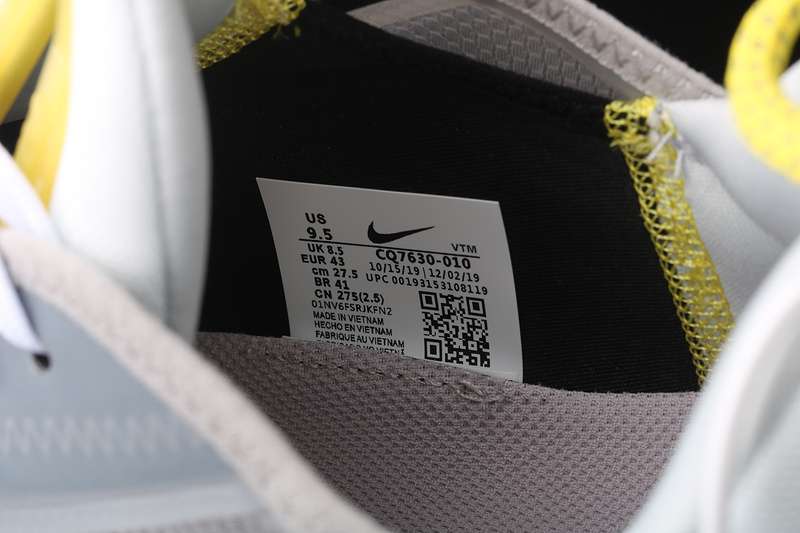 US
9.5
VTM
UK 8.5
CQ7630-010
EUR 43
10/15/19 | 12/02/19
cm 27.5
UPC 00193153108119
BR 41
CN 275(2.5)
01NV6FSRJKFN2
MADE IN VIETNAM
HECHO EN VIETNAM
FABRIQUE AU VIETNAM